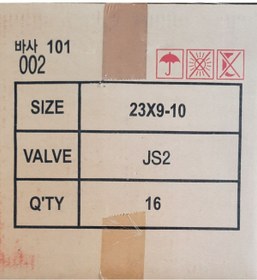 바사 101
002
SIZE 23X9-10
VALVE JS2
Q'TY 16